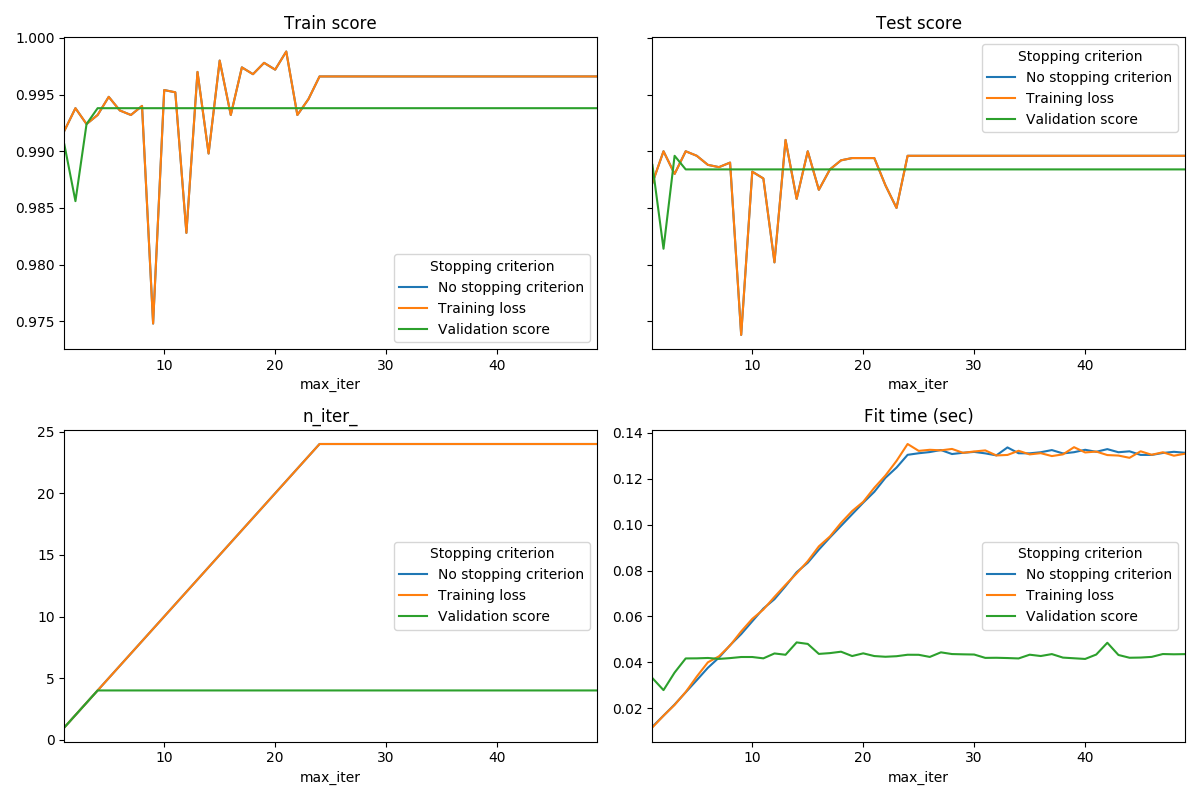 Train score
1.000
0.995
0.990
0.985
0.980
0.975
Stopping criterion
No stopping criterion
Training loss
Validation score
10 20 30 40
max_iter
Test score
Stopping criterion
No stopping criterion
Training loss
Validation score
10 20 30 40
max_iter
n_iter_
25
20
15
10
5
0
Stopping criterion
No stopping criterion
Training loss
Validation score
10 20 30 40
max_iter
Fit time (sec)
0.14
0.12
0.10
0.08
0.06
0.04
0.02
Stopping criterion
No stopping criterion
Training loss
Validation score
10 20 30 40
max_iter